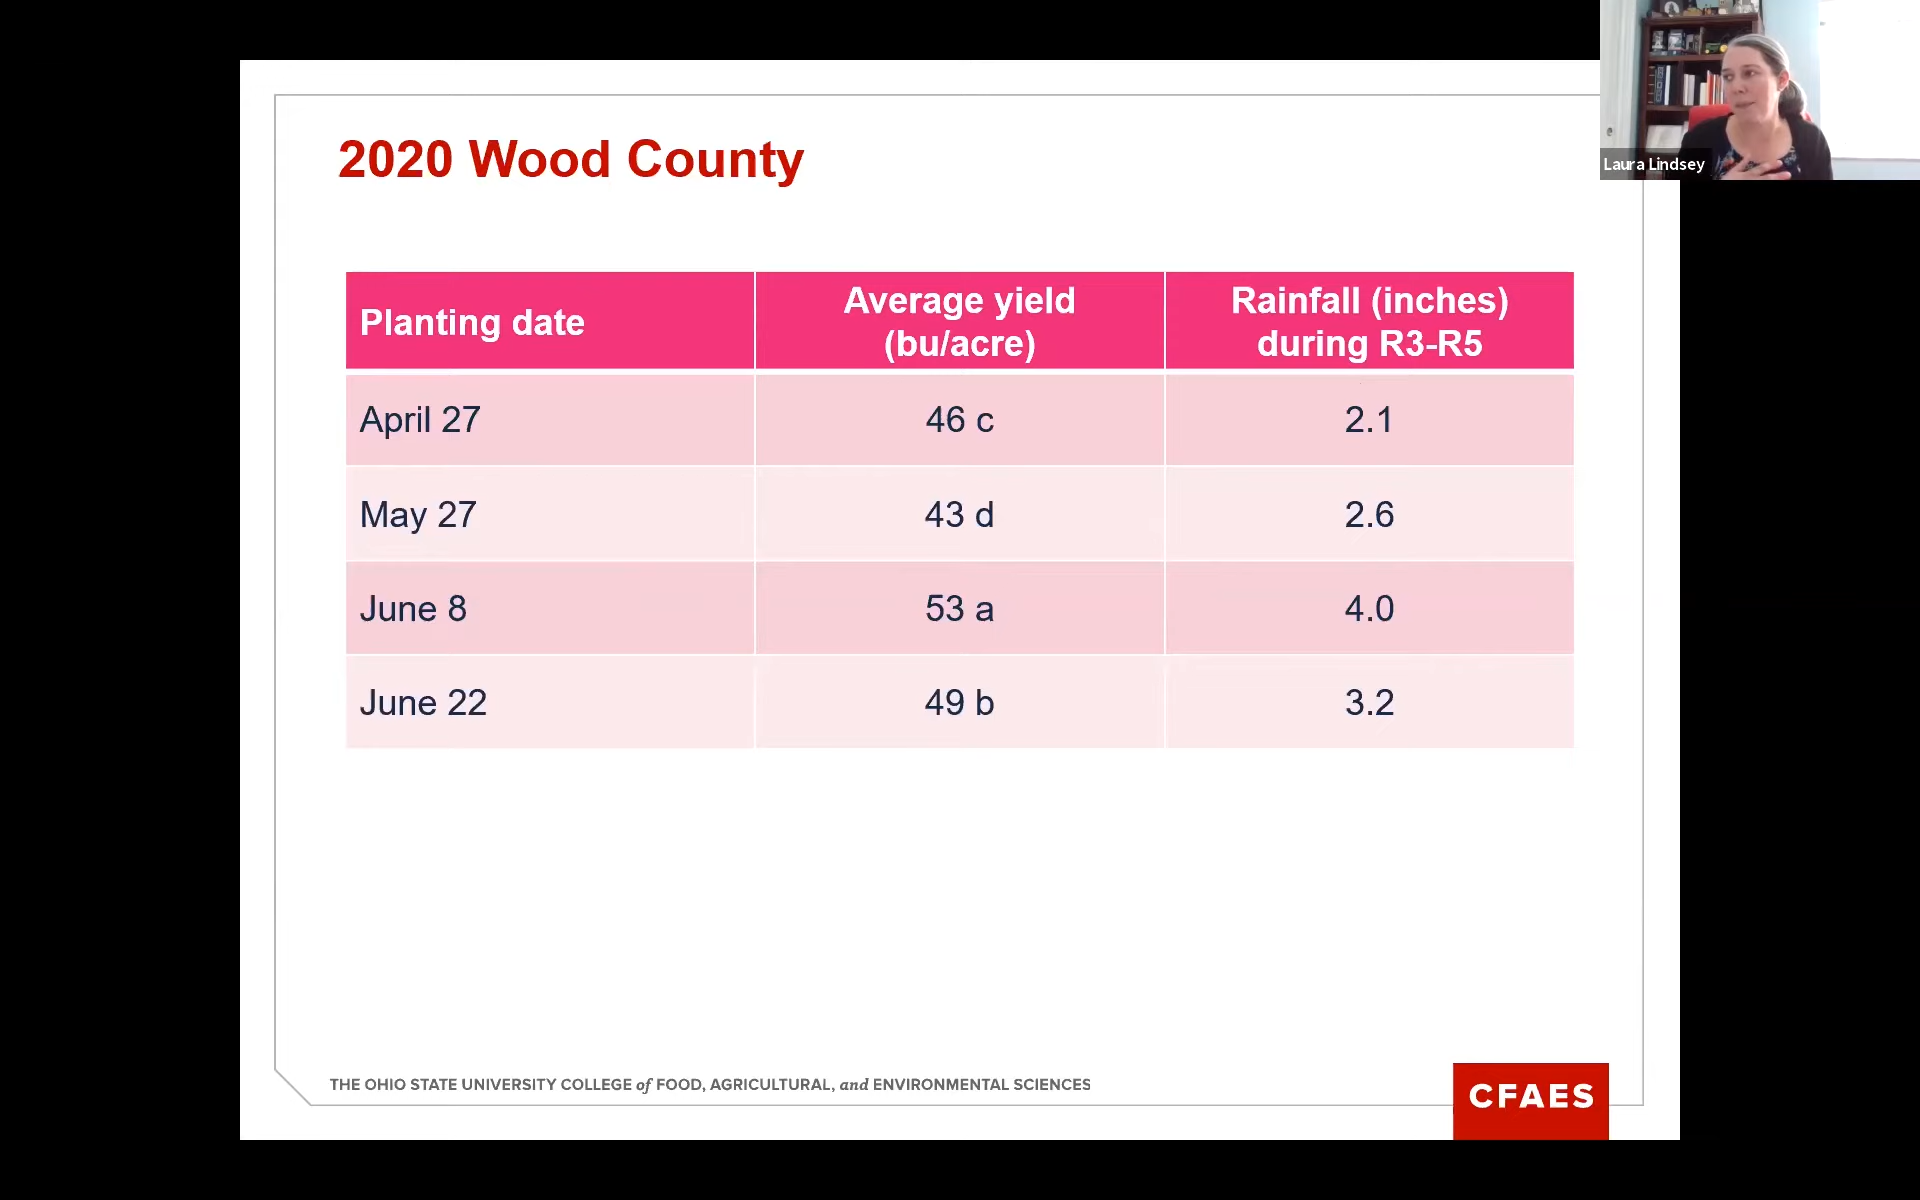 Laura Lindsey
2020 Wood County
Planting date
Average yield
(bu/acre)
Rainfall (inches)
during R3-R5
April 27
46 c
2.1
May 27
43 d
2.6
June 8
53 a
4.0
June 22
49 b
3.2
THE OHIO STATE UNIVERSITY COLLEGE of FOOD, AGRICULTURAL, and ENVIRONMENTAL SCIENCES
CFAES